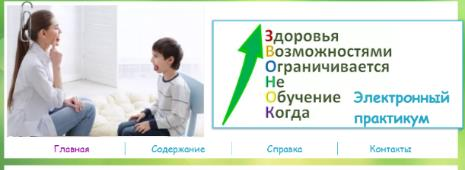 Здоровья
Возможностями
Ограничивается
Не
Обучение
Когда
Электронный
практикум
Главная
Содержание
Справка
Контакты